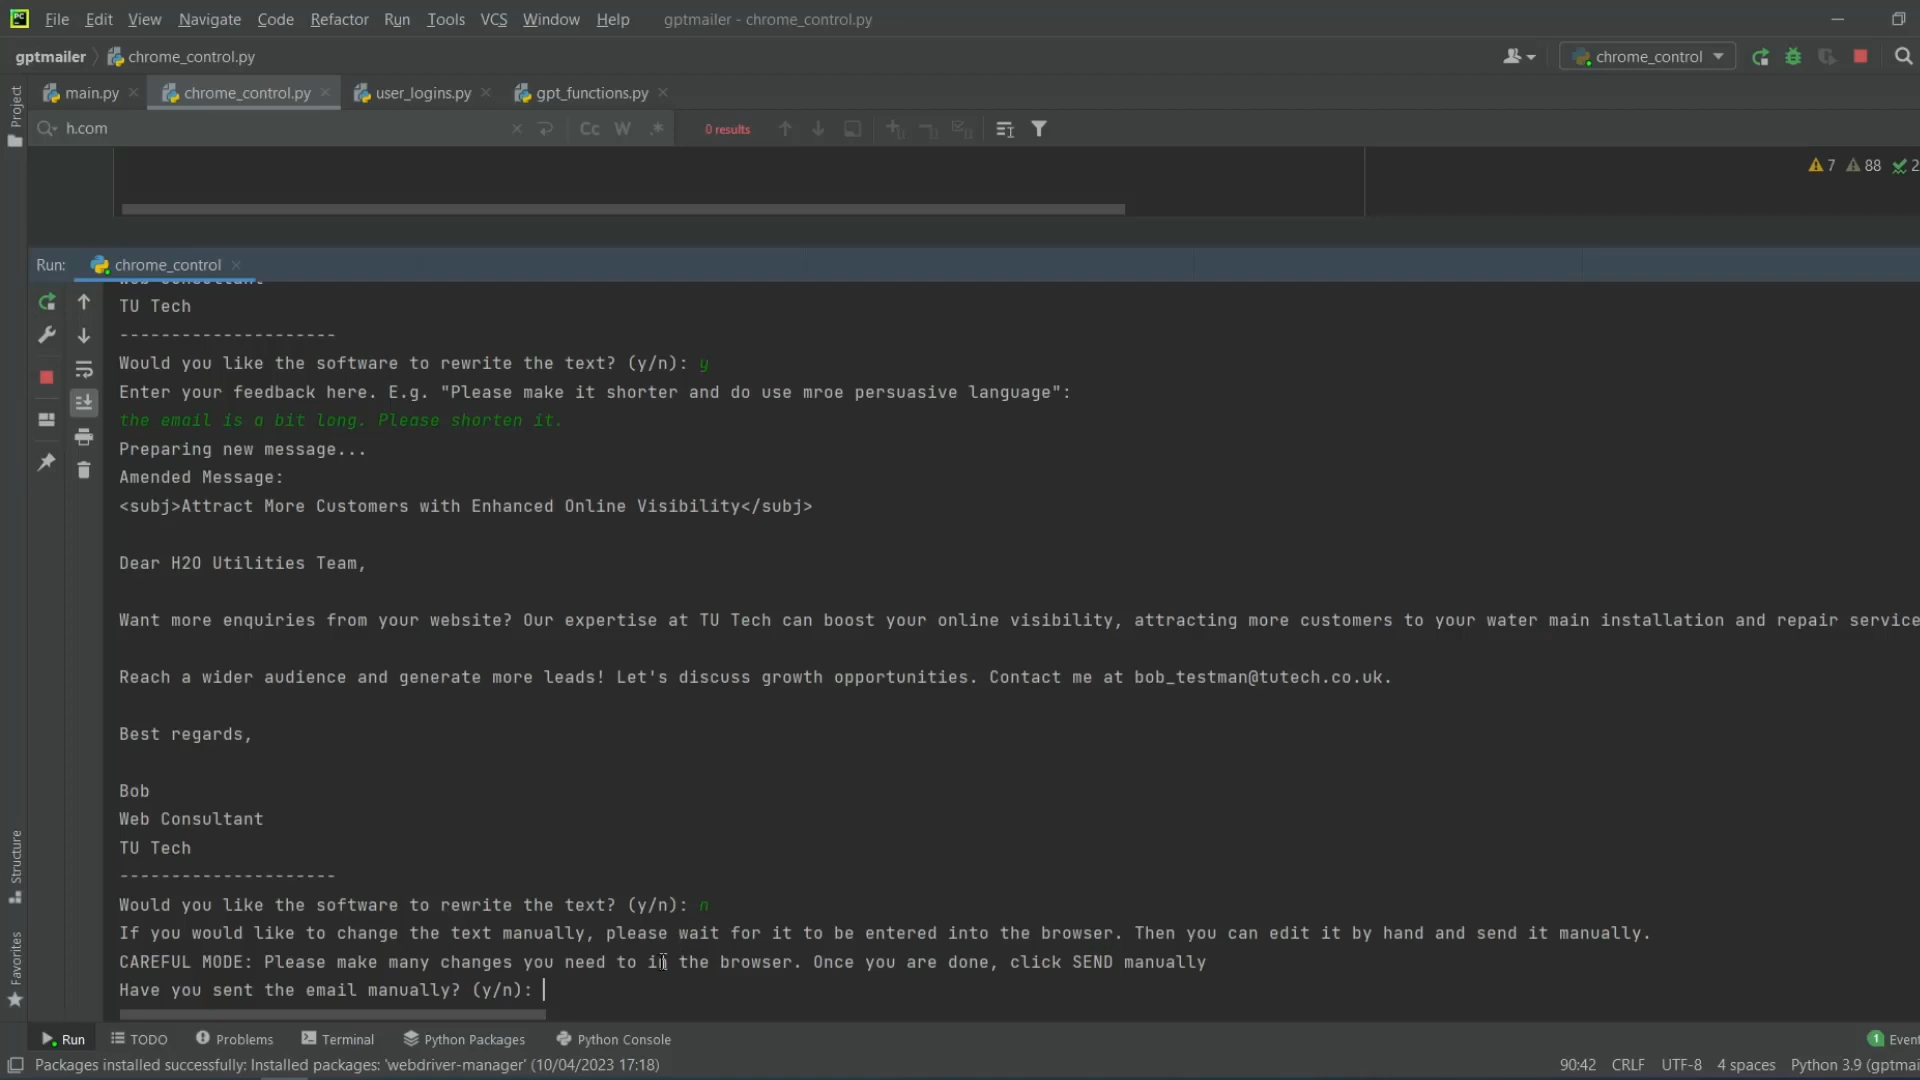 File Edit View Navigate Code Refactor Run Tools VCS Window Help gptmailer - chrome_control.py
gptmailer chrome_control.py chrome_control
main.py chrome_control.py user_logins.py gpt_functions.py
h.com Cc W .* 0 results
7 88 2
Run: chrome_control
Web Consultant
TU Tech
---------------------
Would you like the software to rewrite the text? (y/n): y
Enter your feedback here. E.g. "Please make it shorter and do use mroe persuasive language":
the email is a bit long. Please shorten it.
Preparing new message...
Amended Message:
<subj>Attract More Customers with Enhanced Online Visibility</subj>
Dear H2O Utilities Team,
Want more enquiries from your website? Our expertise at TU Tech can boost your online visibility, attracting more customers to your water main installation and repair service
Reach a wider audience and generate more leads! Let's discuss growth opportunities. Contact me at bob_testman@tutech.co.uk.
Best regards,
Bob
Web Consultant
TU Tech
---------------------
Would you like the software to rewrite the text? (y/n): n
If you would like to change the text manually, please wait for it to be entered into the browser. Then you can edit it by hand and send it manually.
CAREFUL MODE: Please make many changes you need to in the browser. Once you are done, click SEND manually
Have you sent the email manually? (y/n):
Project
Structure
Favorites
Run TODO Problems Terminal Python Packages Python Console 1 Event
Packages installed successfully: Installed packages: 'webdriver-manager' (10/04/2023 17:18) 90:42 CRLF UTF-8 4 spaces Python 3.9 (gptmai